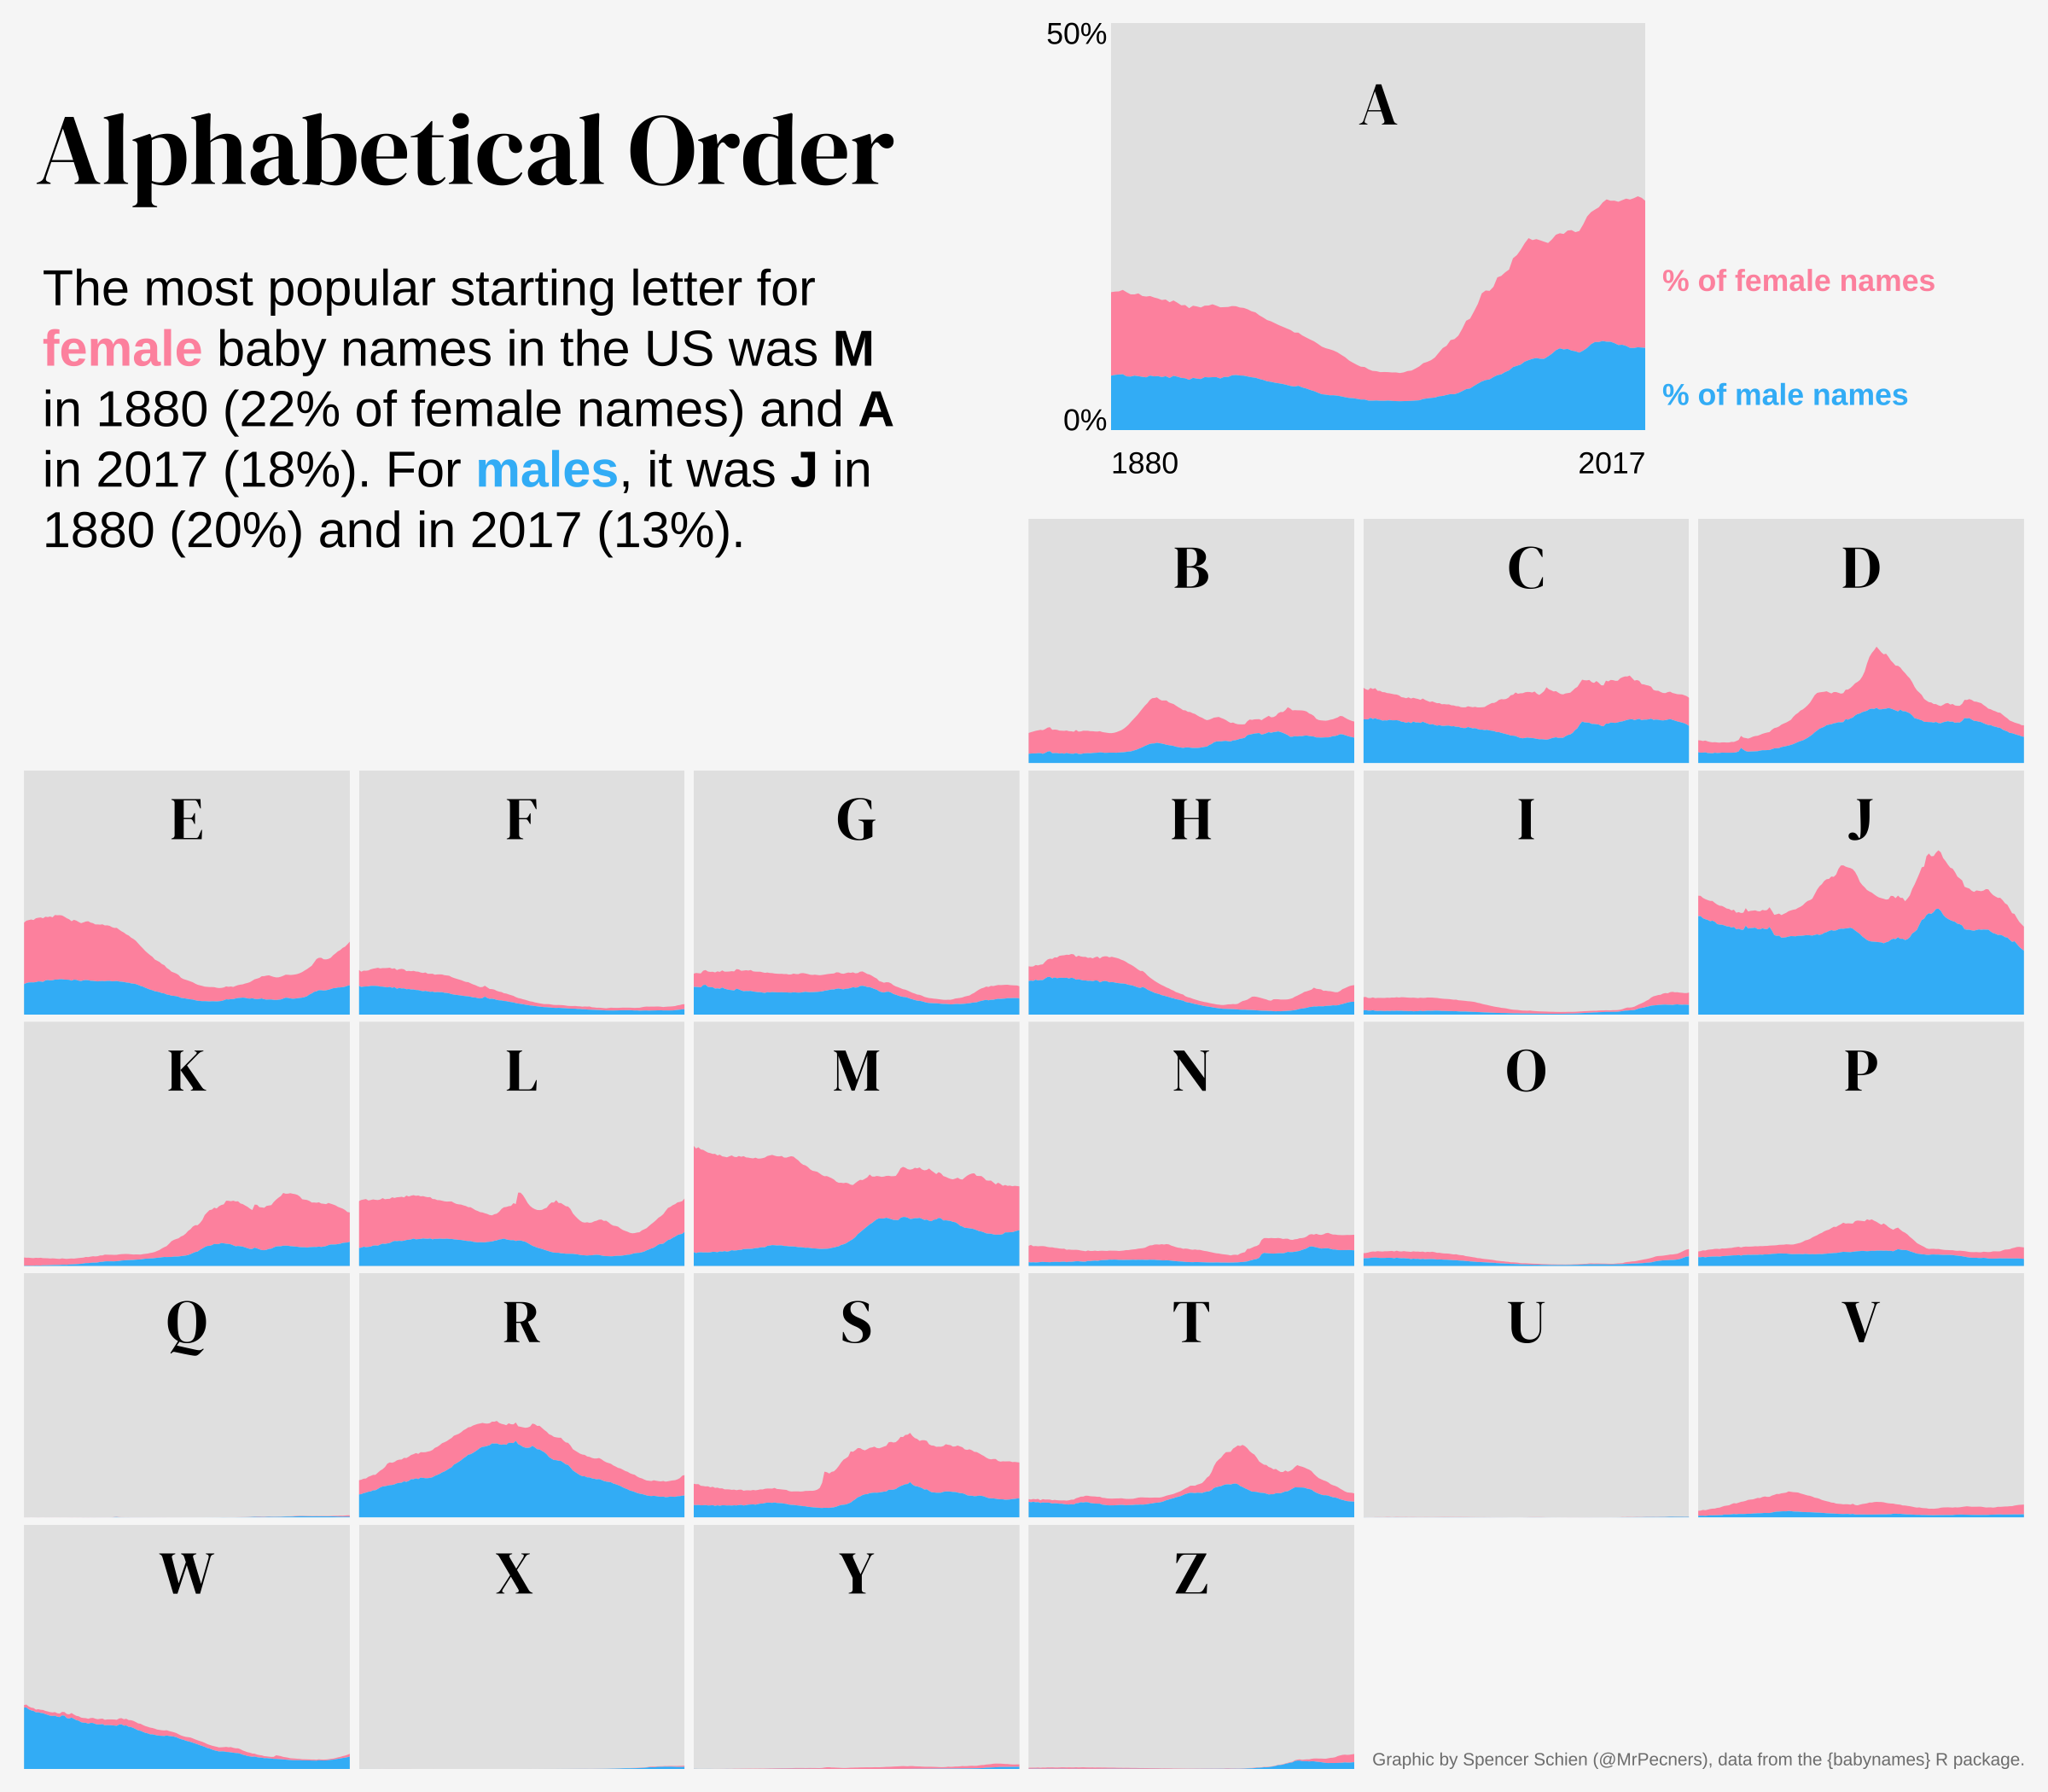 Alphabetical Order
The most popular starting letter for
female baby names in the US was M
in 1880 (22% of female names) and A
in 2017 (18%). For males, it was J in
1880 (20%) and in 2017 (13%).
50%
A
% of female names
% of male names
0%
1880 2017
B C D
E F G H I J
K L M N O P
Q R S T U V
W X Y Z
Graphic by Spencer Schien (@MrPecners), data from the {babynames} R package.